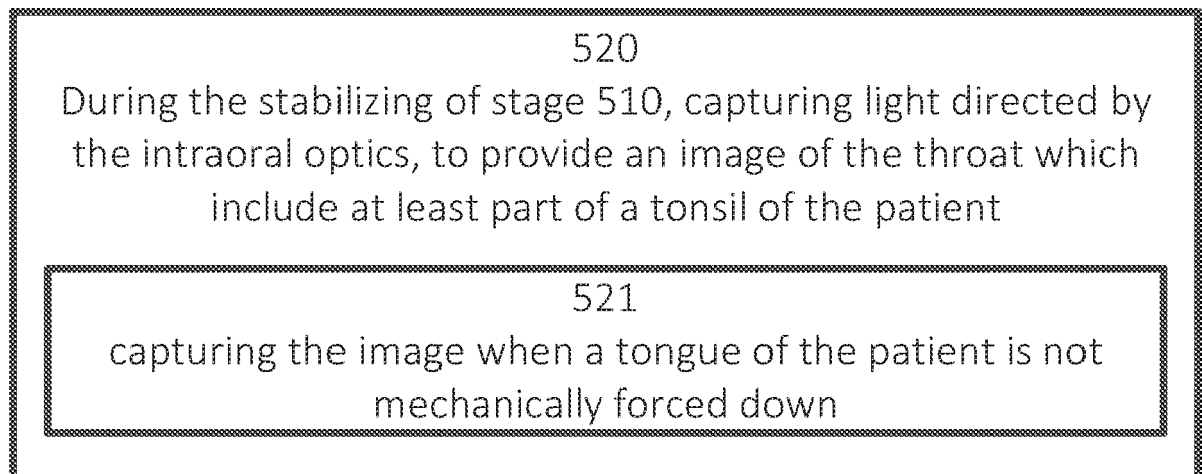 520
During the stabilizing of stage 510, capturing light directed by
the intraoral optics, to provide an image of the throat which
include at least part of a tonsil of the patient
521
capturing the image when a tongue of the patient is not
mechanically forced down